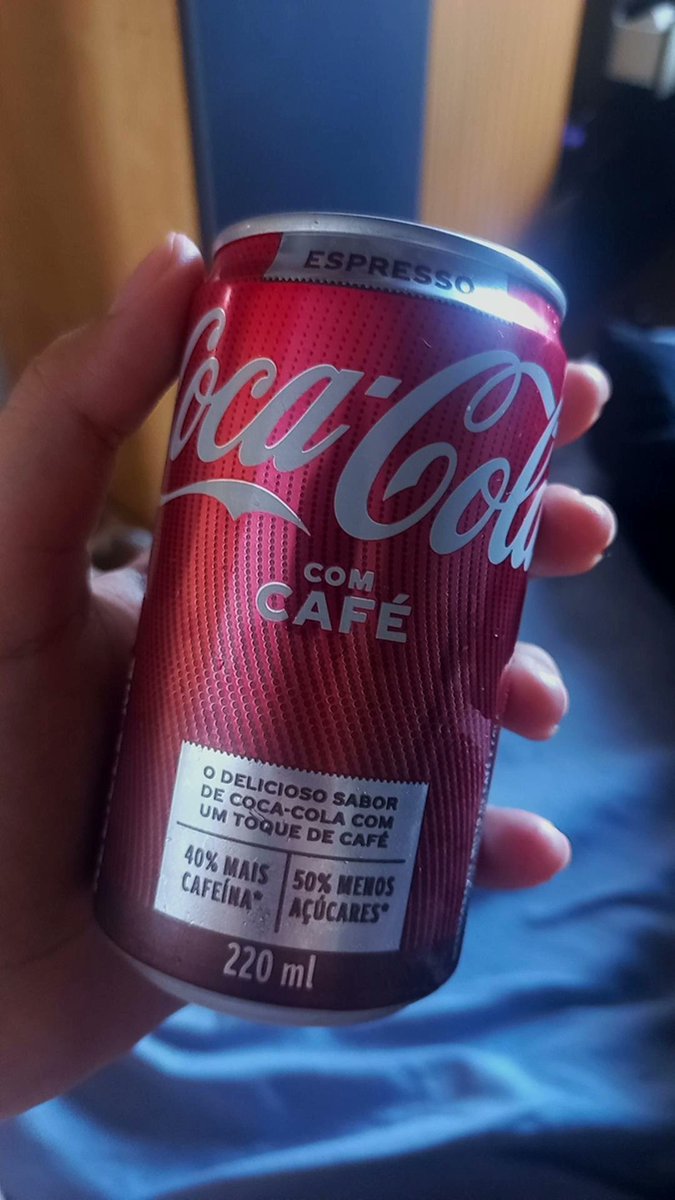 ESPRESSO
Coca-Cola
COM
CAFÉ
O DELICIOSO SABOR
DE COCA-COLA COM
UM TOQUE DE CAFÉ
40% MAIS
CAFEÍNA*
50% MENOS
AÇÚCARES*
220 ml